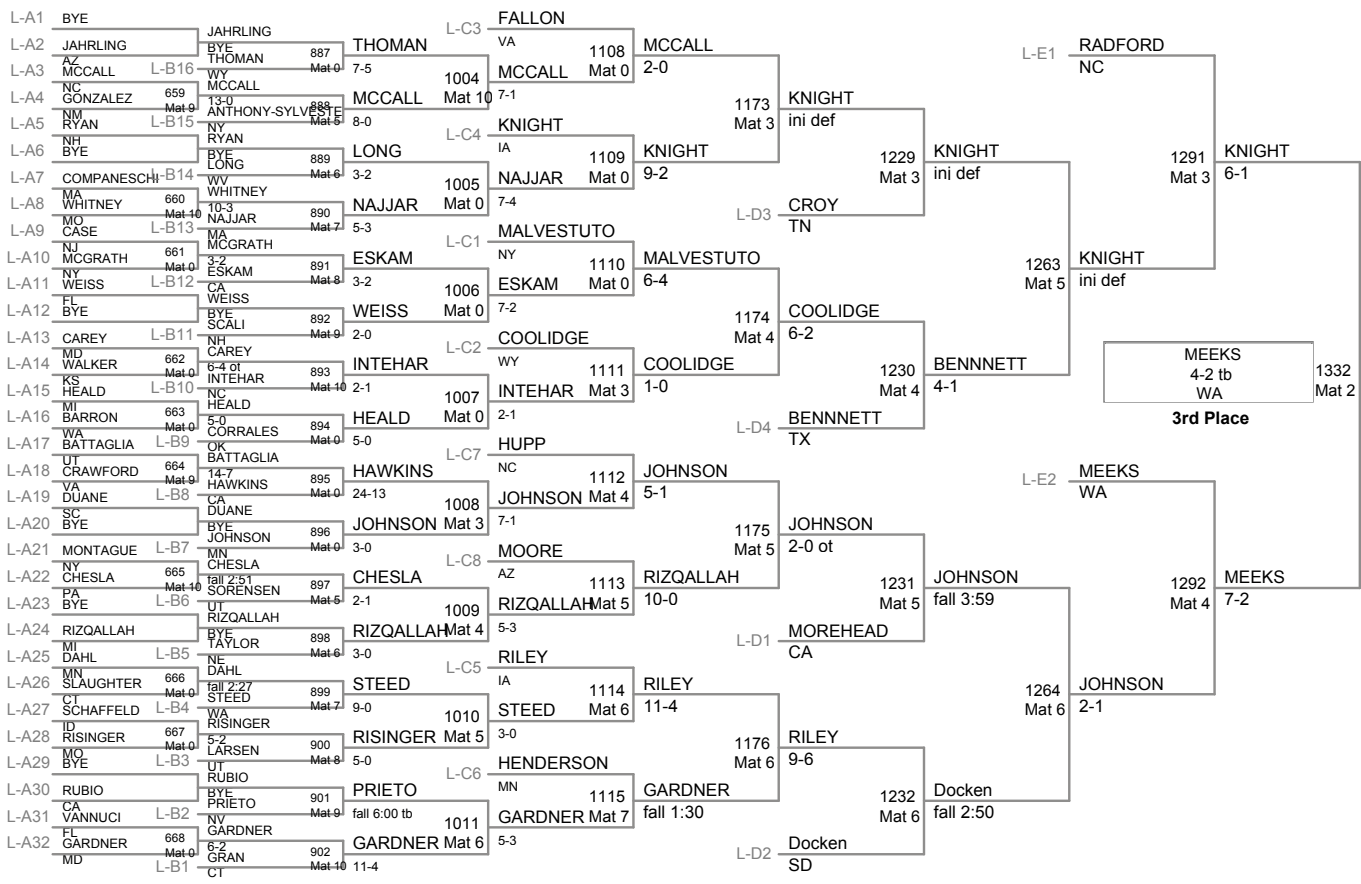 L-A1 BYE
L-A2 JAHRLING
AZ
L-A3 MCCALL
NC
L-A4 GONZALEZ
NM
L-A5 RYAN
NH
L-A6 BYE
L-A7 COMPANESCHI
MA
L-A8 WHITNEY
MO
L-A9 CASE
NJ
L-A10 MCGRATH
NY
L-A11 WEISS
FL
L-A12 BYE
L-A13 CAREY
MD
L-A14 WALKER
KS
L-A15 HEALD
MI
L-A16 BARRON
WA
L-A17 BATTAGLIA
UT
L-A18 CRAWFORD
VA
L-A19 DUANE
SC
L-A20 BYE
L-A21 MONTAGUE
NY
L-A22 CHESLA
PA
L-A23 BYE
L-A24 RIZQALLAH
MI
L-A25 DAHL
MN
L-A26 SLAUGHTER
CT
L-A27 SCHAFFELD
ID
L-A28 RISINGER
MO
L-A29 BYE
L-A30 RUBIO
CA
L-A31 VANNUCI
FL
L-A32 GARDNER
MD
659
Mat 9
660
Mat 10
661
Mat 0
662
Mat 0
663
Mat 0
664
Mat 9
665
Mat 10
666
Mat 0
667
Mat 0
668
Mat 0
JAHRLING
BYE
L-B16 THOMAN
WY
MCCALL
13-0
L-B15 ANTHONY-SYLVESTE
NY
RYAN
BYE
L-B14 LONG
WV
WHITNEY
10-3
L-B13 NAJJAR
MA
MCGRATH
3-2
L-B12 ESKAM
CA
WEISS
BYE
L-B11 SCALI
NH
CAREY
6-4 ot
L-B10 INTEHAR
NC
HEALD
5-0
L-B9 CORRALES
OK
BATTAGLIA
14-7
L-B8 HAWKINS
CA
DUANE
BYE
L-B7 JOHNSON
MN
CHESLA
fall 2:51
L-B6 SORENSEN
UT
RIZQALLAH
BYE
L-B5 TAYLOR
NE
DAHL
fall 2:27
L-B4 STEED
WA
RISINGER
5-2
L-B3 LARSEN
UT
RUBIO
BYE
L-B2 PRIETO
NV
GARDNER
6-2
L-B1 GRAN
CT
887
Mat 0
888
Mat 5
889
Mat 6
890
Mat 7
891
Mat 8
892
Mat 9
893
Mat 10
894
Mat 0
895
Mat 0
896
Mat 0
897
Mat 5
898
Mat 6
899
Mat 7
900
Mat 8
901
Mat 9
902
Mat 10
THOMAN
7-5
MCCALL
8-0
LONG
3-2
NAJJAR
5-3
ESKAM
3-2
WEISS
2-0
INTEHAR
2-1
HEALD
5-0
HAWKINS
24-13
JOHNSON
3-0
CHESLA
2-1
RIZQALLAH
3-0
STEED
9-0
RISINGER
5-0
PRIETO
fall 6:00 tb
GARDNER
11-4
1004
Mat 10
1005
Mat 0
1006
Mat 0
1007
Mat 0
1008
Mat 3
1009
Mat 4
1010
Mat 5
1011
Mat 6
L-C3 FALLON
VA
MCCALL
7-1
L-C4 KNIGHT
IA
NAJJAR
7-4
L-C1 MALVESTUTO
NY
ESKAM
7-2
L-C2 COOLIDGE
WY
INTEHAR
2-1
L-C7 HUPP
NC
JOHNSON
7-1
L-C8 MOORE
AZ
RIZQALLAH
5-3
L-C5 RILEY
IA
STEED
3-0
L-C6 HENDERSON
MN
GARDNER
5-3
1108
Mat 0
1109
Mat 0
1110
Mat 0
1111
Mat 3
1112
Mat 4
1113
Mat 5
1114
Mat 6
1115
Mat 7
MCCALL
2-0
KNIGHT
9-2
MALVESTUTO
6-4
COOLIDGE
1-0
JOHNSON
5-1
RIZQALLAH
10-0
RILEY
11-4
GARDNER
fall 1:30
1173
Mat 3
1174
Mat 4
1175
Mat 5
1176
Mat 6
KNIGHT
ini def
L-D3 CROY
TN
COOLIDGE
6-2
L-D4 BENNNETT
TX
JOHNSON
2-0 ot
L-D1 MOREHEAD
CA
RILEY
9-6
L-D2 Docken
SD
1229
Mat 3
1230
Mat 4
1231
Mat 5
1232
Mat 6
KNIGHT
ini def
BENNNETT
4-1
JOHNSON
fall 3:59
Docken
fall 2:50
1263
Mat 5
1264
Mat 6
L-E1 RADFORD
NC
KNIGHT
ini def
L-E2 MEEKS
WA
JOHNSON
2-1
1291
Mat 3
1292
Mat 4
KNIGHT
6-1
MEEKS
7-2
1332
Mat 2
MEEKS
4-2 tb
WA
3rd Place